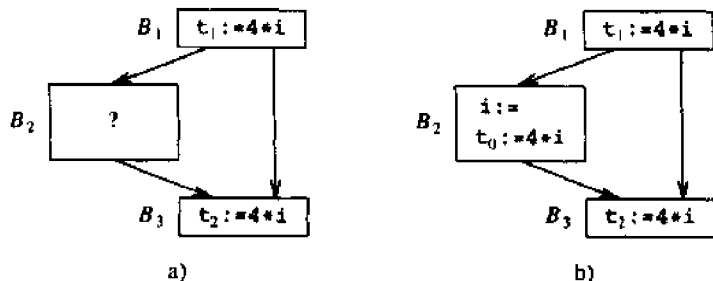 B₁ t₁:=4*i
B₂ ?
B₃ t₂:=4*i
a)
B₁ t₁:=4*i
B₂ i:=
t₀:=4*i
B₃ t₂:=4*i
b)